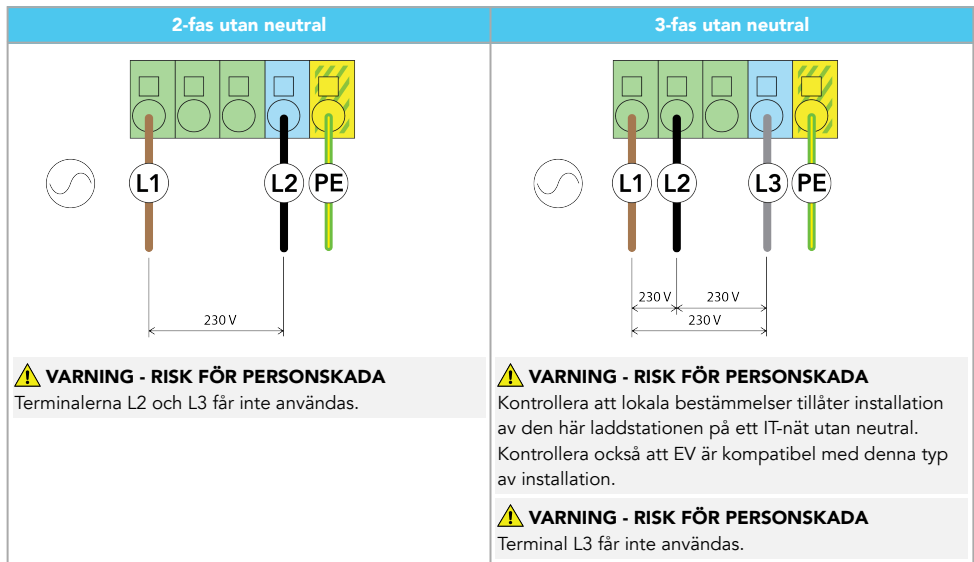 2-fas utan neutral
L1
L2
PE
230 V
VARNING - RISK FÖR PERSONSKADA
Terminalerna L2 och L3 får inte användas.
3-fas utan neutral
L1
L2
L3
PE
230 V
230 V
230 V
VARNING - RISK FÖR PERSONSKADA
Kontrollera att lokala bestämmelser tillåter installation
av den här laddstationen på ett IT-nät utan neutral.
Kontrollera också att EV är kompatibel med denna typ
av installation.
VARNING - RISK FÖR PERSONSKADA
Terminal L3 får inte användas.